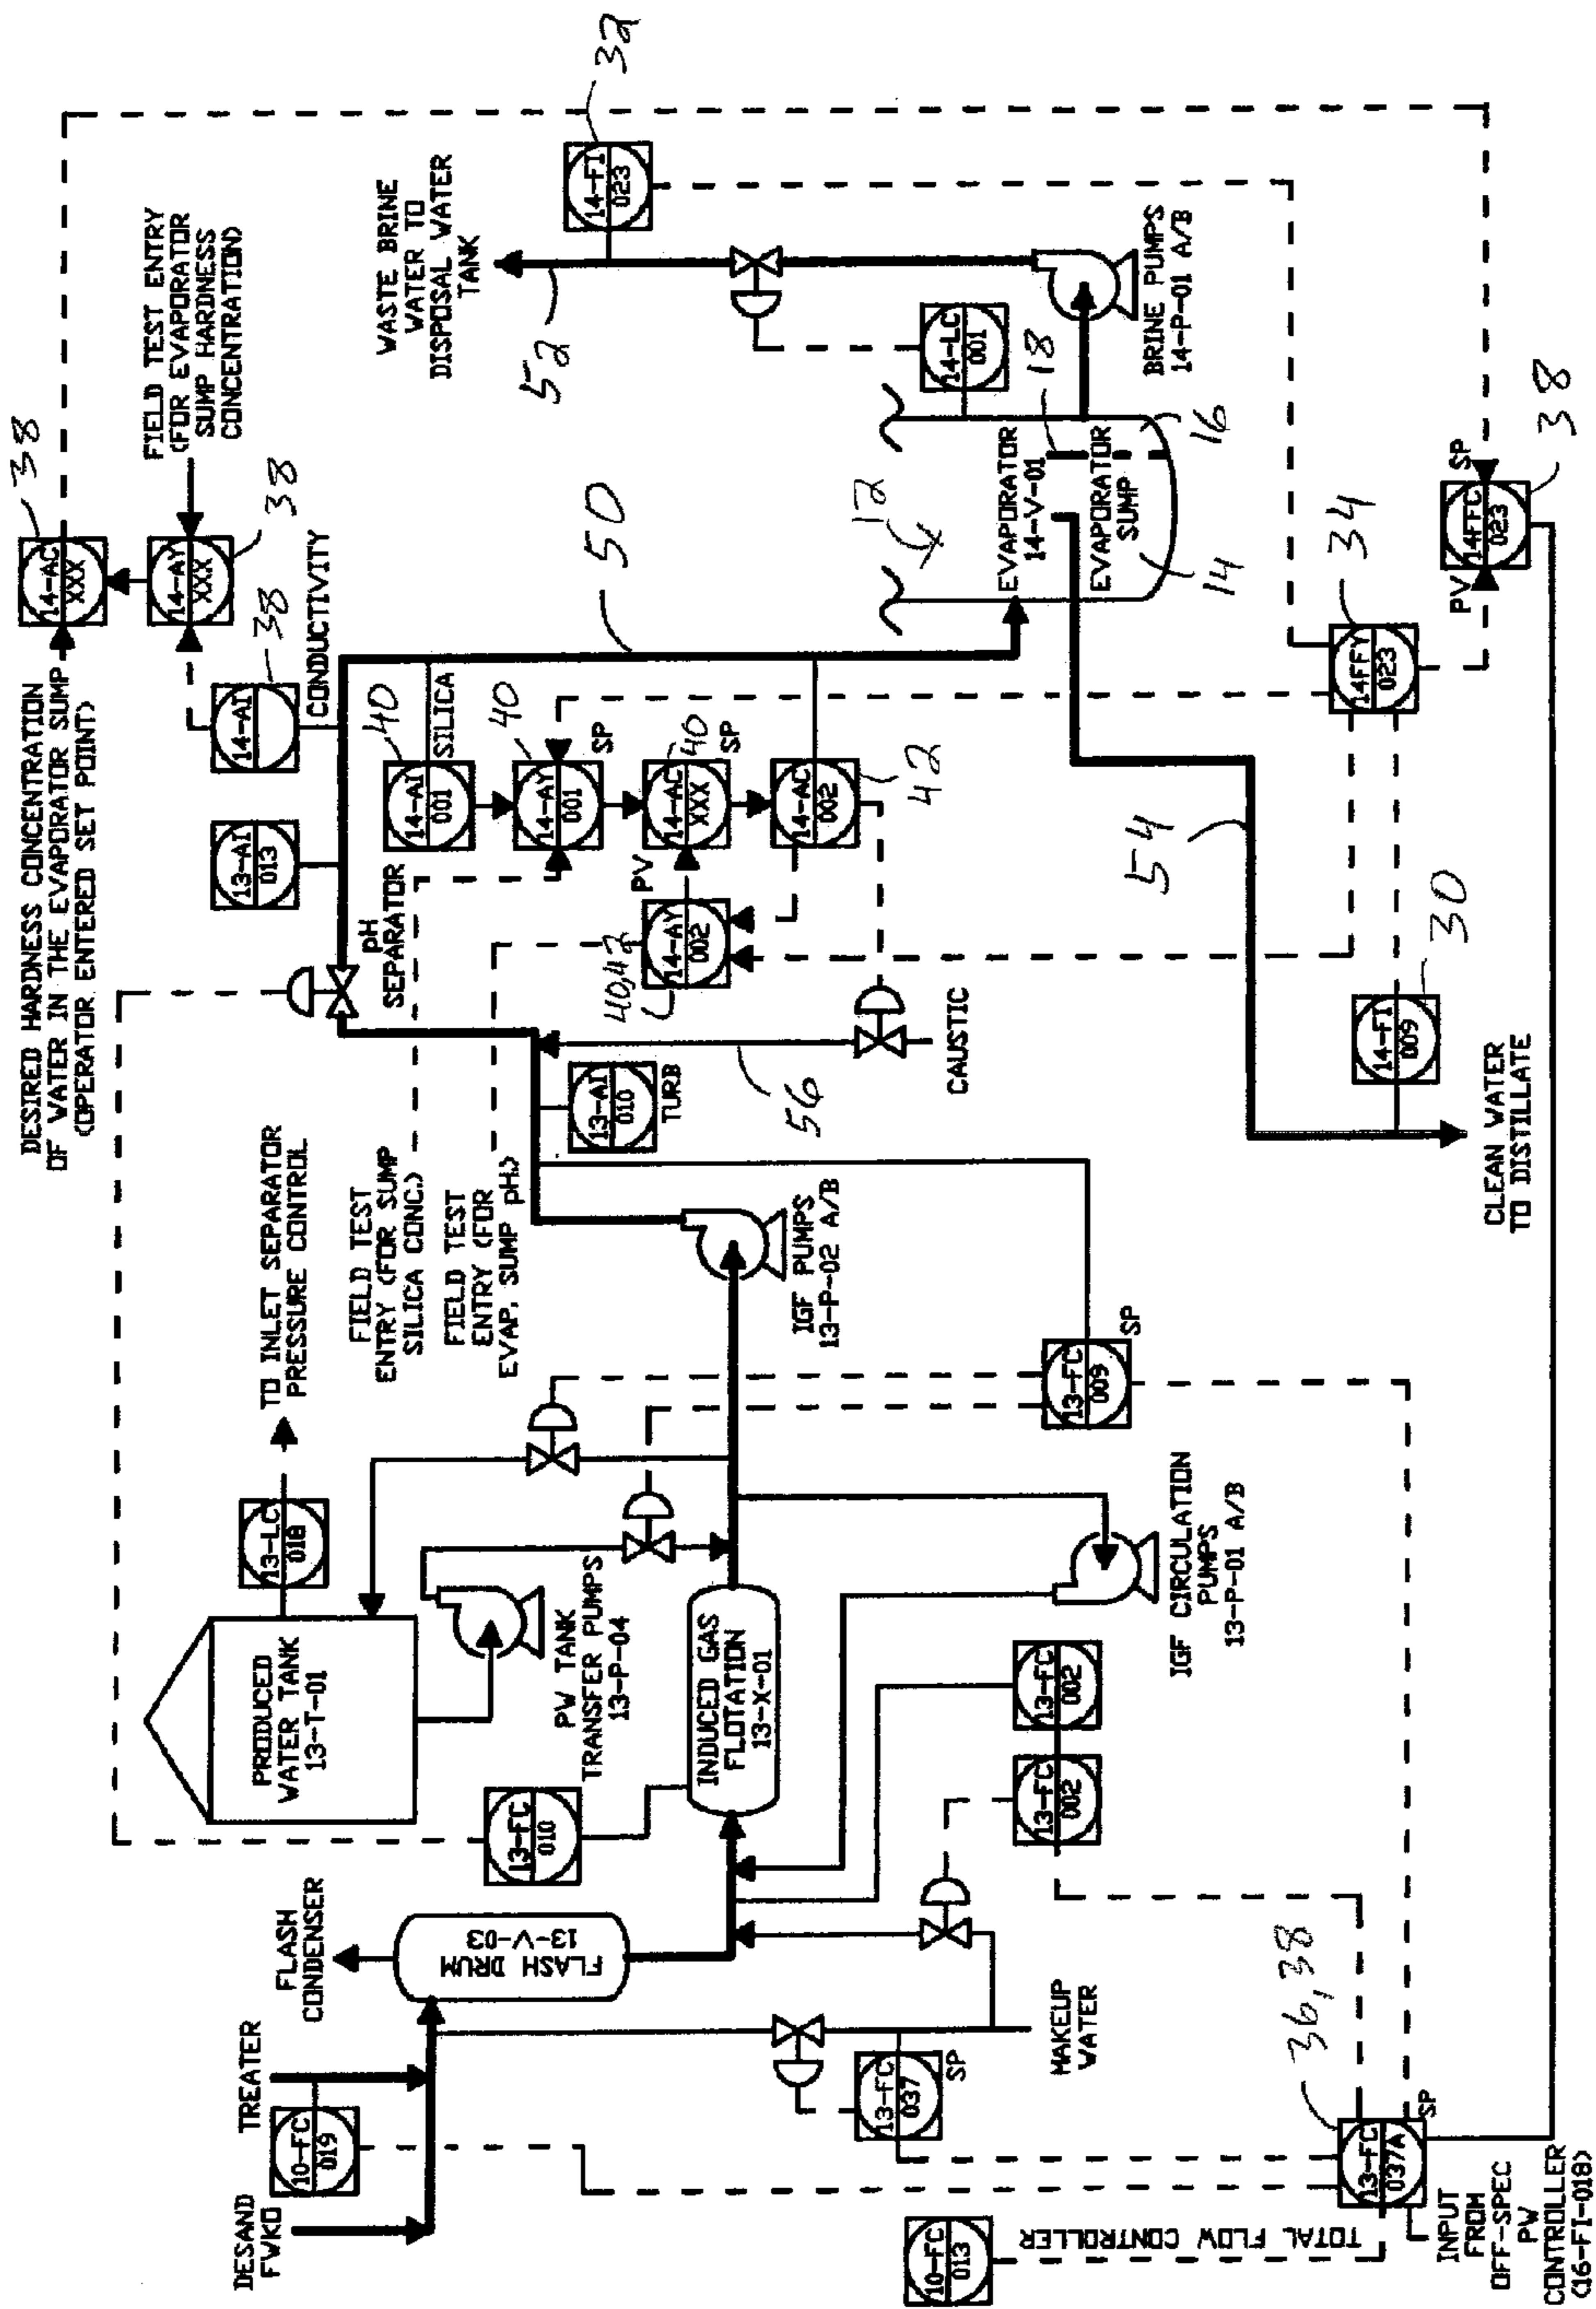 DESIRED HARDNESS CONCENTRATION
OF WATER IN THE EVAPORATOR SUMP
(OPERATOR ENTERED SET POINT)
14-AC
XXX
38
14-AY
XXX
38
FIELD TEST ENTRY
(FOR EVAPORATOR
SUMP HARDNESS
CONCENTRATION)
14-AI
38
CONDUCTIVITY
13-AI
013
pH
SEPARATOR
50
14-AI
001
40
SILICA
14-AY
001
40
SP
14-AC
XXX
40
SP
PV
14-AC
002
42
14-AY
002
40,42
WASTE BRINE
WATER TO
DISPOSAL WATER
TANK
52
14-FI
023
32
14-LC
001
BRINE PUMPS
14-P-01 A/B
12
EVAPORATOR
14-V-01
18
EVAPORATOR
SUMP
14
16
34
14FFY
023
PV
SP
14FFC
023
38
54
14-FI
009
30
CLEAN WATER
TO DISTILLATE
CAUSTIC
56
13-AI
010
TURB
TO INLET SEPARATOR
PRESSURE CONTROL
FIELD TEST
ENTRY (FOR SUMP
SILICA CONC.)
FIELD TEST
ENTRY (FOR
EVAP. SUMP pH.)
IGF PUMPS
13-P-02 A/B
13-FC
009
SP
13-LC
018
PRODUCED
WATER TANK
13-T-01
PW TANK
TRANSFER PUMPS
13-P-04
INDUCED GAS
FLOTATION
13-X-01
IGF CIRCULATION
PUMPS
13-P-01 A/B
13-FC
002
13-FC
002
13-FC
010
FLASH
CONDENSER
FLASH DRUM
13-V-03
TREATER
10-FC
019
DESAND
FWKO
MAKEUP
WATER
13-FC
037
SP
36, 38
13-FC
037A
SP
10-FC
013
TOTAL FLOW CONTROLLER
INPUT
FROM
OFF-SPEC
PW
CONTROLLER
(16-FI-018)